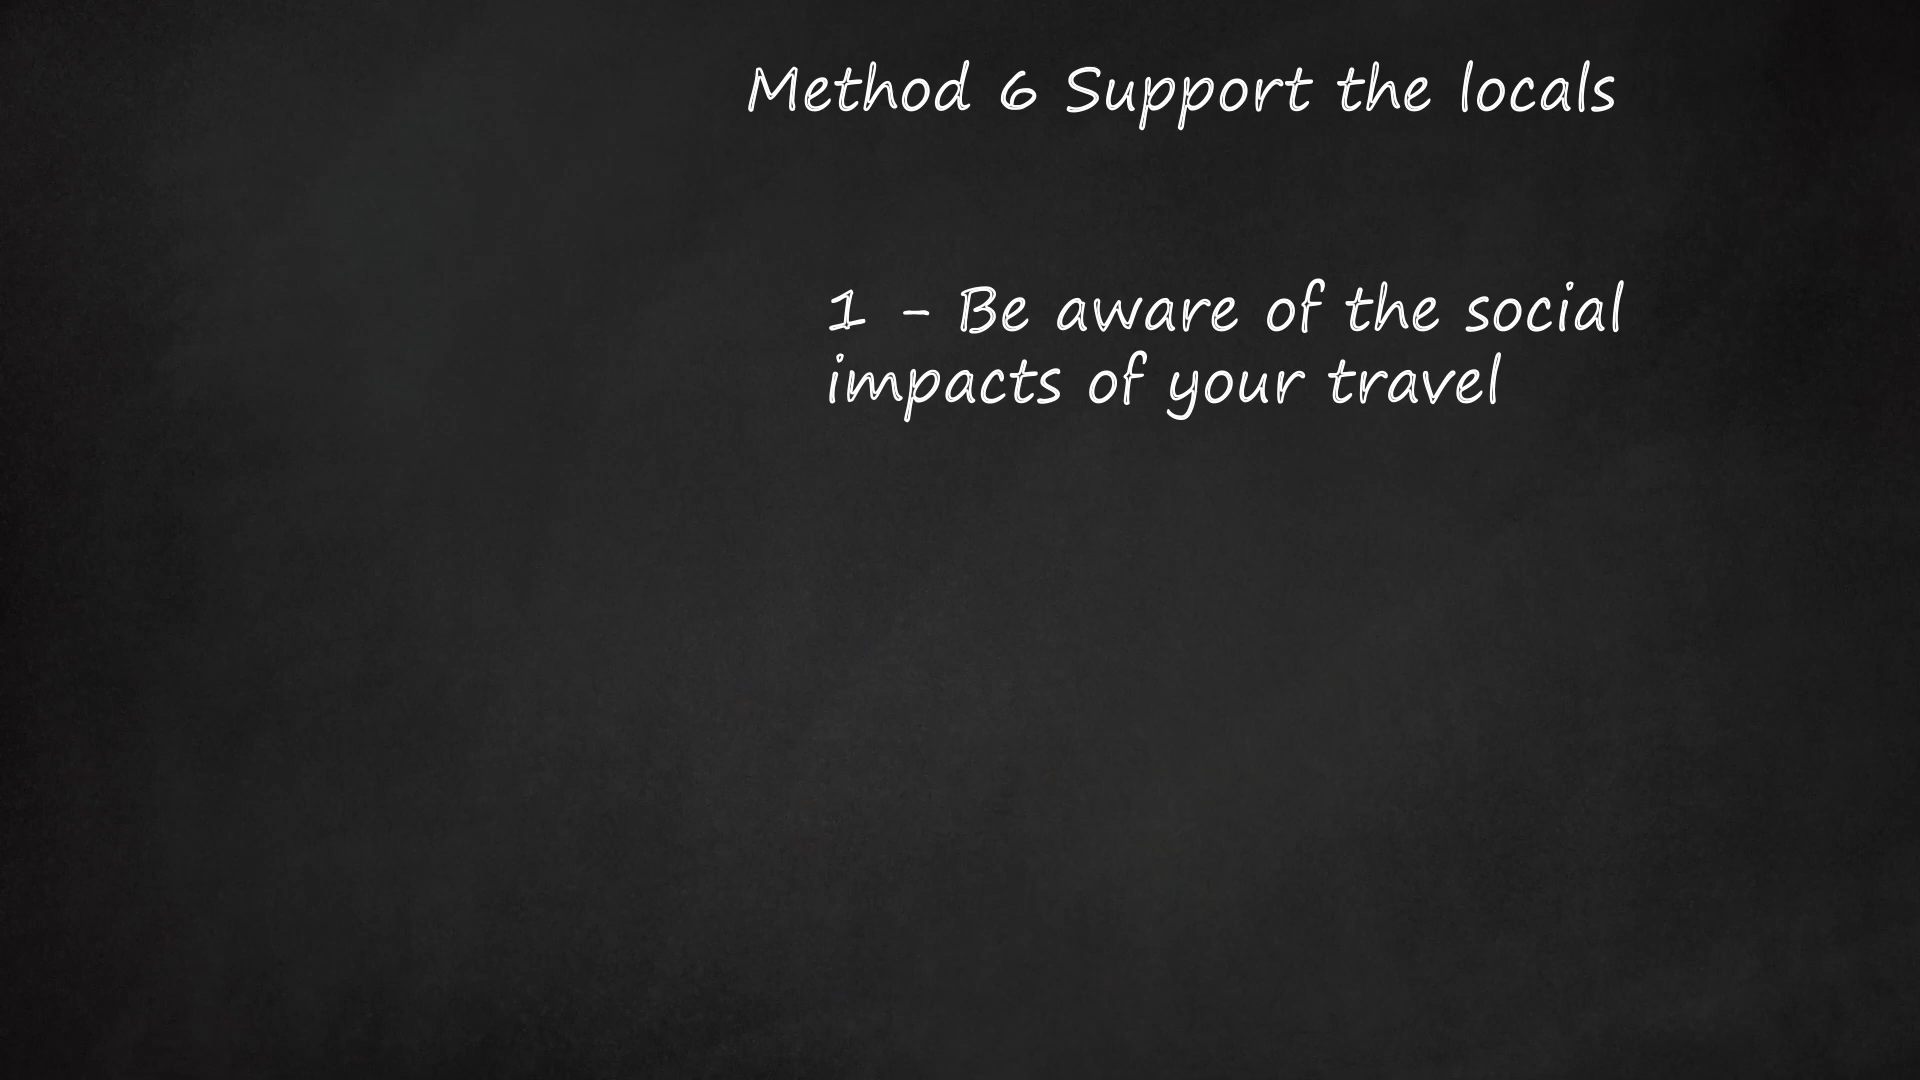 Method 6 Support the locals
1 - Be aware of the social
impacts of your travel